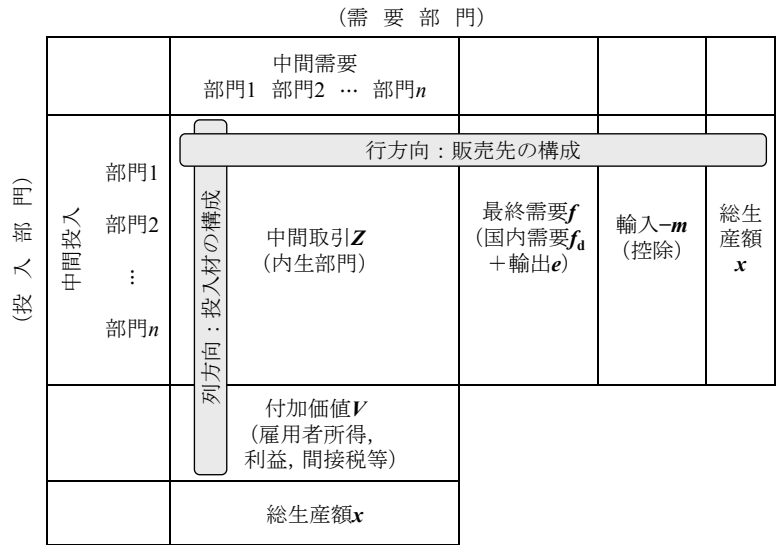 (需 要 部 門)
中間需要
部門1 部門2 … 部門n
行方向：販売先の構成
(投 入 部 門)
中間投入
部門1
部門2
…
部門n
列方向：投入材の構成
中間取引Z
(内生部門)
最終需要f
(国内需要fd
＋輸出e)
輸入−m
(控除)
総生
産額
x
付加価値V
(雇用者所得,
利益, 間接税等)
総生産額x